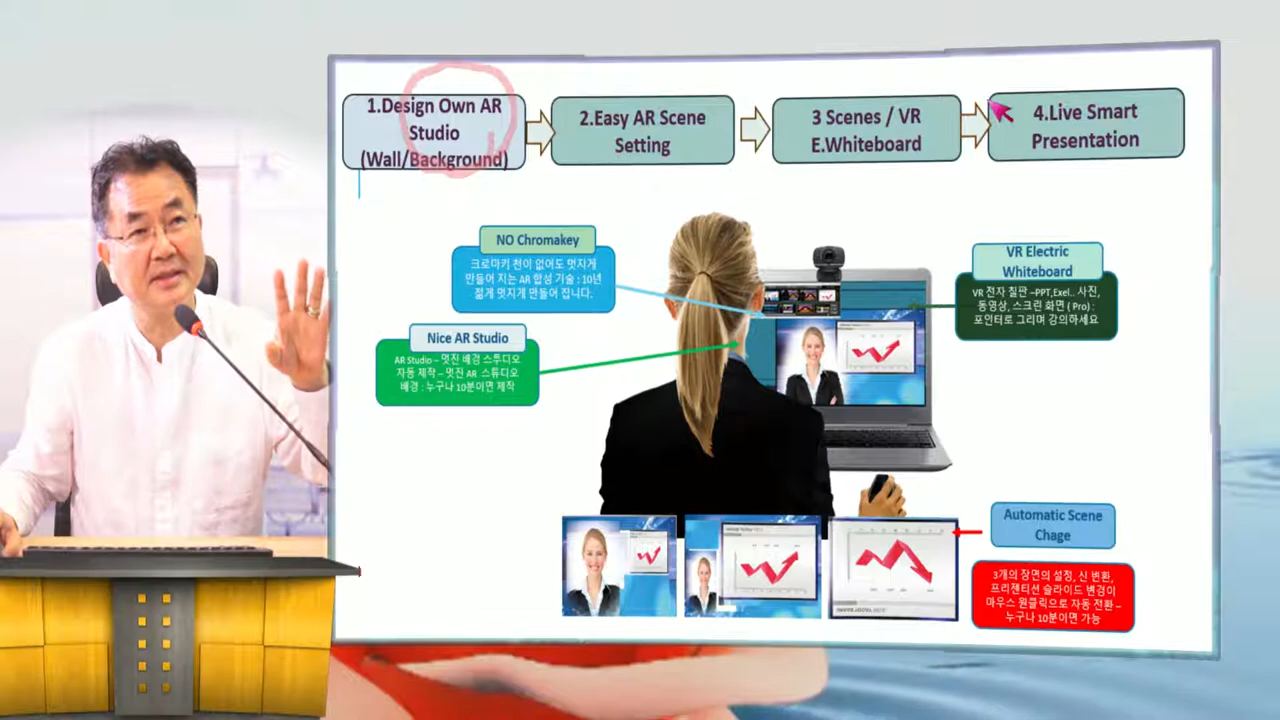 1.Design Own AR
Studio
(Wall/Background)
2.Easy AR Scene
Setting
3 Scenes / VR
E.Whiteboard
4.Live Smart
Presentation
NO Chromakey
크로마키 천이 없어도 멋지게
만들어 지는 AR 합성 기술 : 10년
젊게 멋지게 만들어 집니다.
Nice AR Studio
AR Studio – 멋진 배경 스투디오
자동 제작 – 멋진 AR 스튜디오
배경 : 누구나 10분이면 제작
VR Electric
Whiteboard
VR 전자 칠판 –PPT,Exel.. 사진,
동영상, 스크린 화면 ( Pro) :
포인터로 그리며 강의하세요
Automatic Scene
Chage
3개의 장면의 설정, 신 변환,
프리젠티션 슬라이드 변경이
마우스 원클릭으로 자동 전환 –
누구나 10분이면 가능